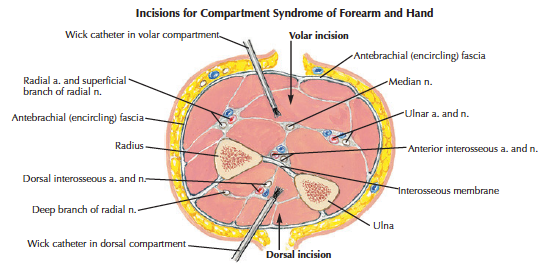 Incisions for Compartment Syndrome of Forearm and Hand
Wick catheter in volar compartment
Volar incision
Antebrachial (encircling) fascia
Radial a. and superficial
branch of radial n.
Median n.
Antebrachial (encircling) fascia
Ulnar a. and n.
Radius
Anterior interosseous a. and n.
Dorsal interosseous a. and n.
Interosseous membrane
Deep branch of radial n.
Ulna
Wick catheter in dorsal compartment
Dorsal incision